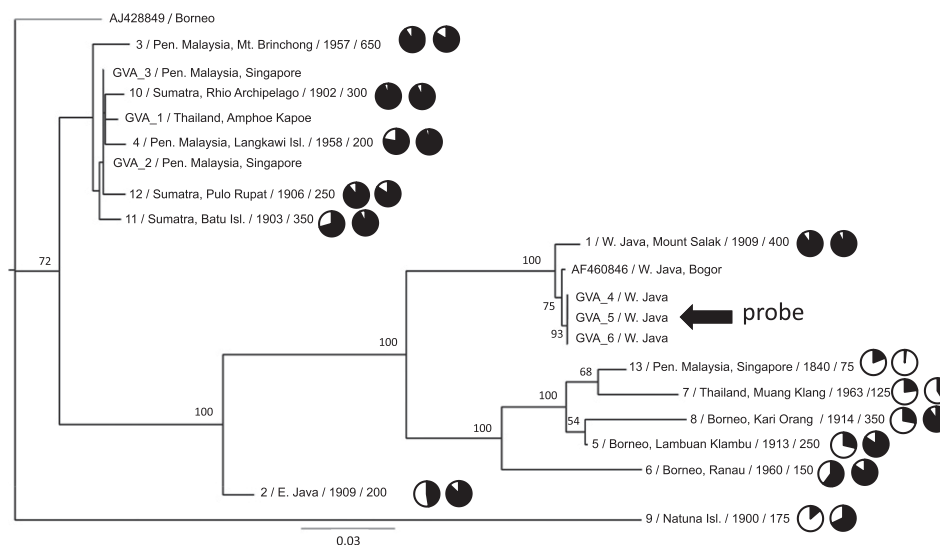 AJ428849 / Borneo
3 / Pen. Malaysia, Mt. Brinchong / 1957 / 650
GVA_3 / Pen. Malaysia, Singapore
10 / Sumatra, Rhio Archipelago / 1902 / 300
GVA_1 / Thailand, Amphoe Kapoe
4 / Pen. Malaysia, Langkawi Isl. / 1958 / 200
GVA_2 / Pen. Malaysia, Singapore
12 / Sumatra, Pulo Rupat / 1906 / 250
11 / Sumatra, Batu Isl. / 1903 / 350
72
1 / W. Java, Mount Salak / 1909 / 400
100
AF460846 / W. Java, Bogor
GVA_4 / W. Java
75
GVA_5 / W. Java
probe
93
GVA_6 / W. Java
100
13 / Pen. Malaysia, Singapore / 1840 / 75
68
7 / Thailand, Muang Klang / 1963 /125
100
100
8 / Borneo, Kari Orang / 1914 / 350
54
100
5 / Borneo, Lambuan Klambu / 1913 / 250
6 / Borneo, Ranau / 1960 / 150
2 / E. Java / 1909 / 200
9 / Natuna Isl. / 1900 / 175
0.03